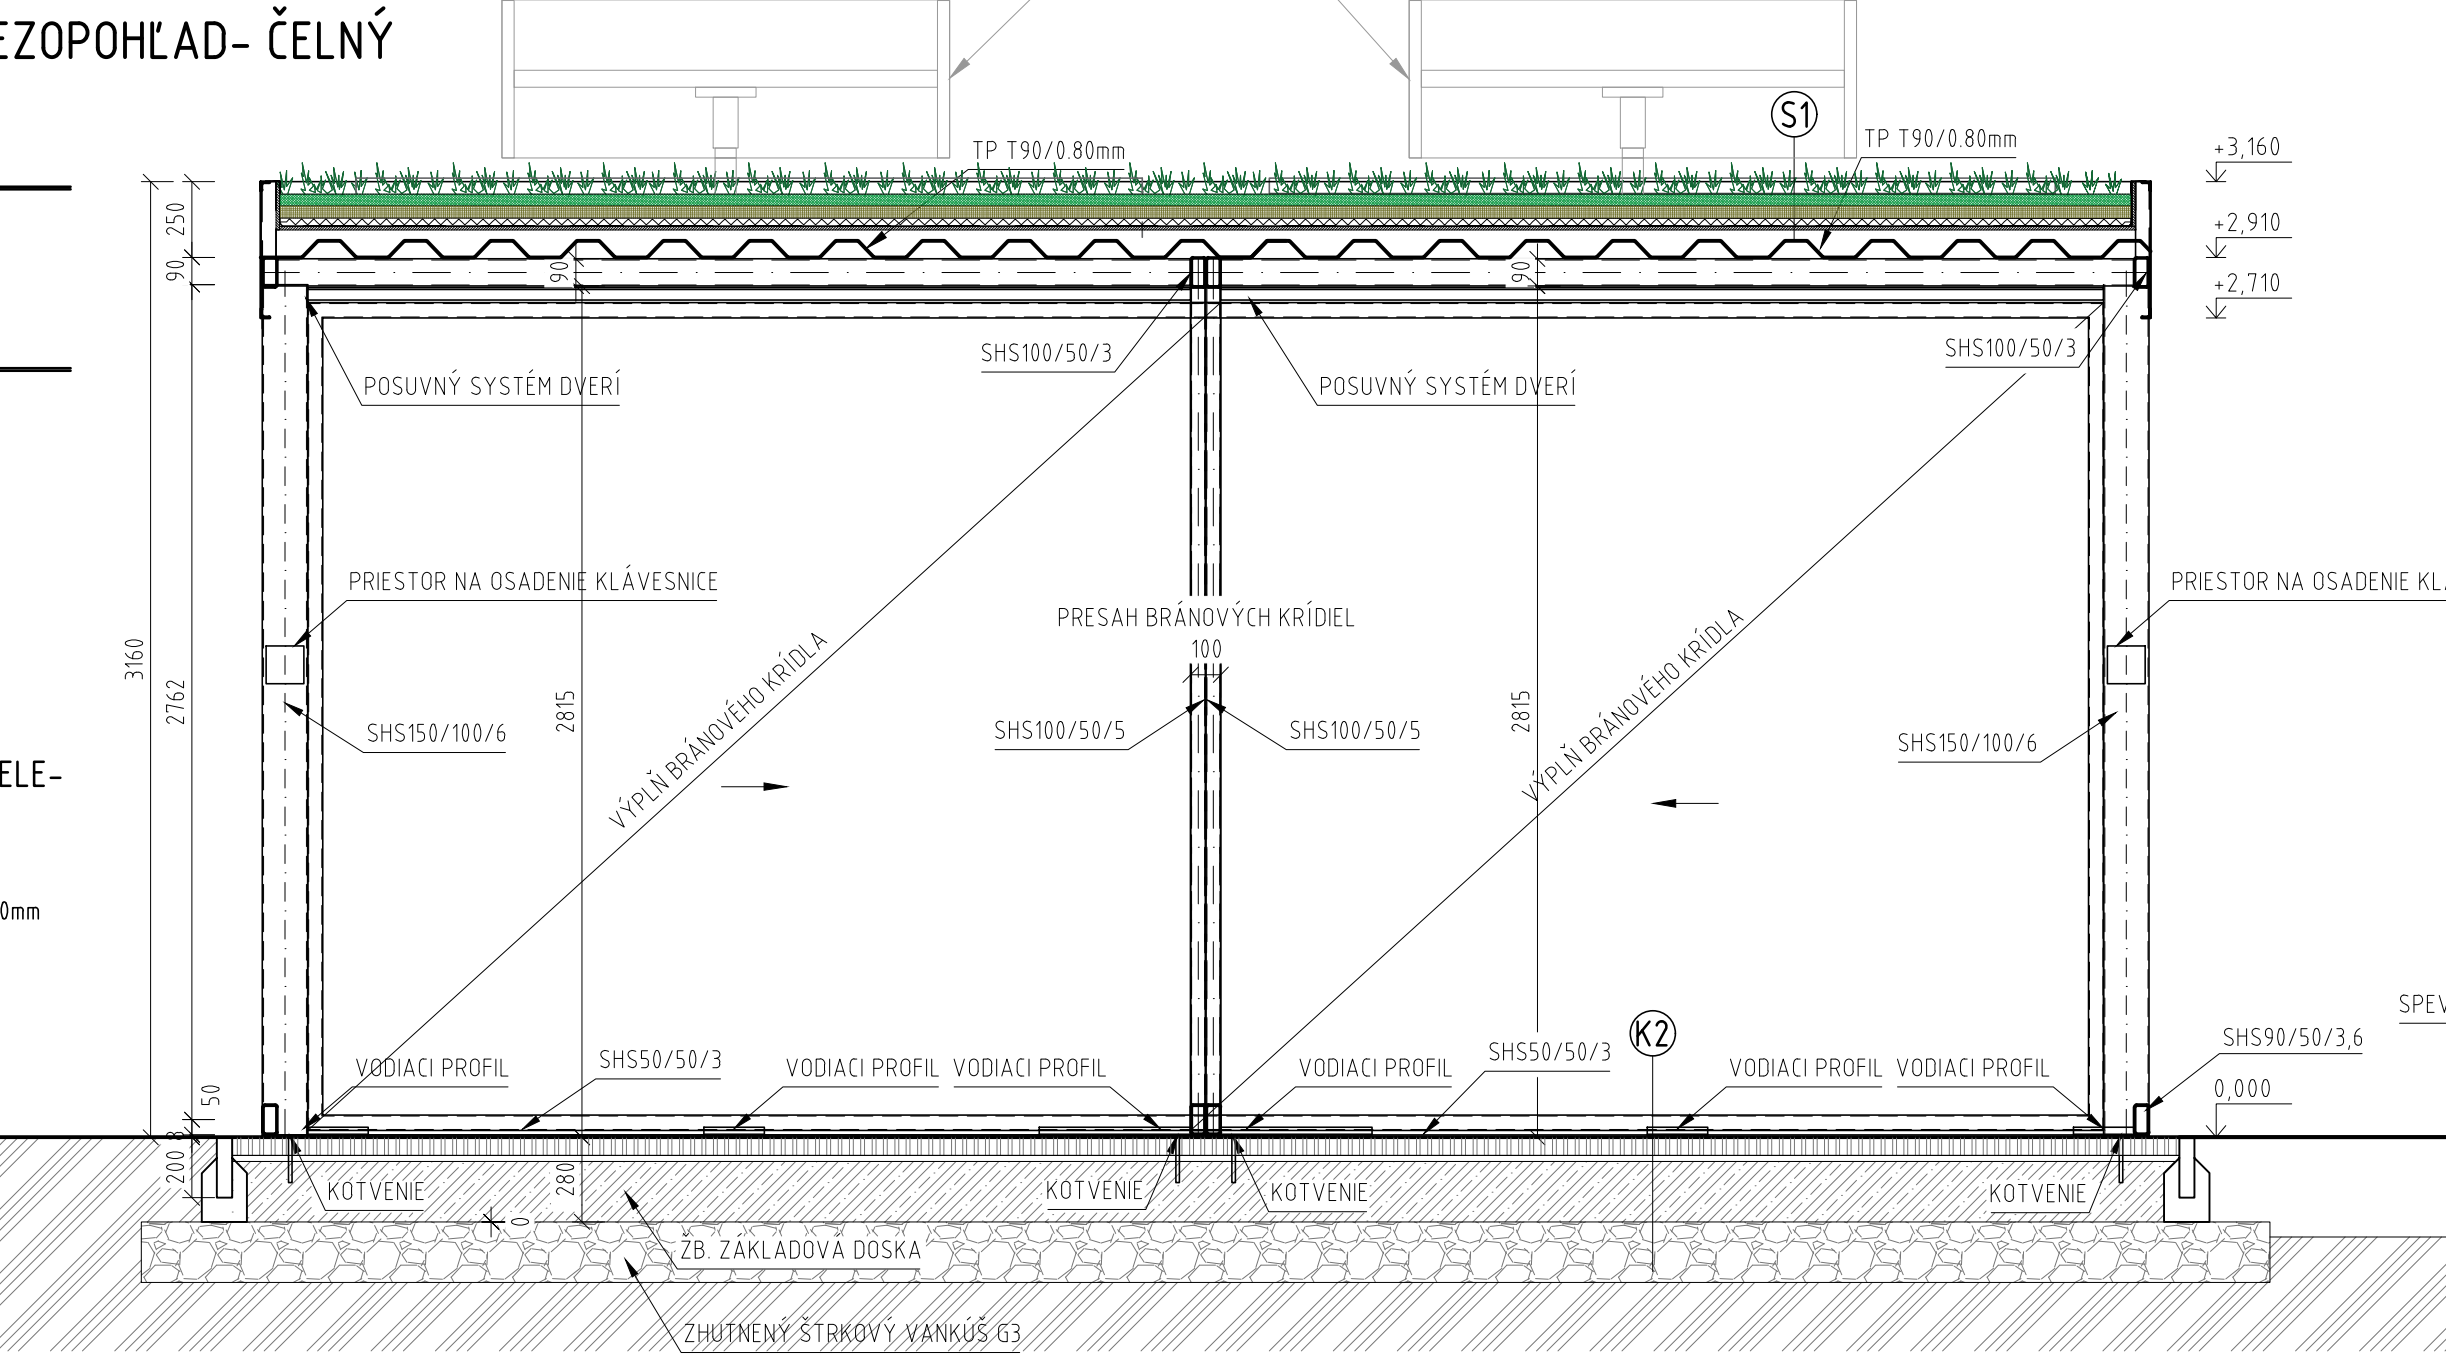 EZOPOHĽAD- ČELNÝ
S1
TP T90/0.80mm
TP T90/0.80mm
+3,160
250
+2,910
90
90
90
+2,710
SHS100/50/3
SHS100/50/3
POSUVNÝ SYSTÉM DVERÍ
POSUVNÝ SYSTÉM DVERÍ
PRIESTOR NA OSADENIE KLÁVESNICE
PRIESTOR NA OSADENIE KL
PRESAH BRÁNOVÝCH KRÍDIEL
100
3160
2762
2815
2815
VÝPLŇ BRÁNOVÉHO KRÍDLA
VÝPLŇ BRÁNOVÉHO KRÍDLA
SHS150/100/6
SHS100/50/5
SHS100/50/5
SHS150/100/6
ELE-
0mm
SPEV
K2
SHS90/50/3,6
VODIACI PROFIL
SHS50/50/3
VODIACI PROFIL
VODIACI PROFIL
VODIACI PROFIL
SHS50/50/3
VODIACI PROFIL
VODIACI PROFIL
50
0,000
8
200
280
KOTVENIE
KOTVENIE
KOTVENIE
KOTVENIE
0
ŽB. ZÁKLADOVÁ DOSKA
ZHUTNENÝ ŠTRKOVÝ VANKÚŠ G3